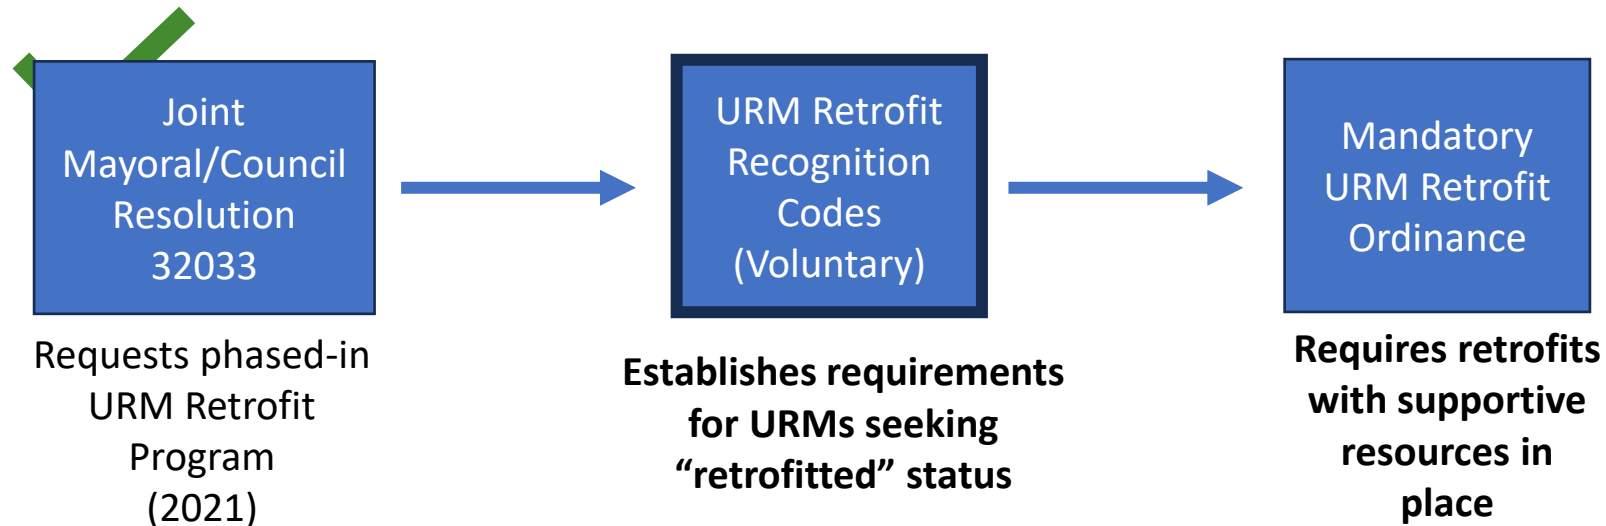 Joint
Mayoral/Council
Resolution
32033
Requests phased-in
URM Retrofit
Program
(2021)
URM Retrofit
Recognition
Codes
(Voluntary)
Establishes requirements
for URMs seeking
“retrofitted” status
Mandatory
URM Retrofit
Ordinance
Requires retrofits
with supportive
resources in
place